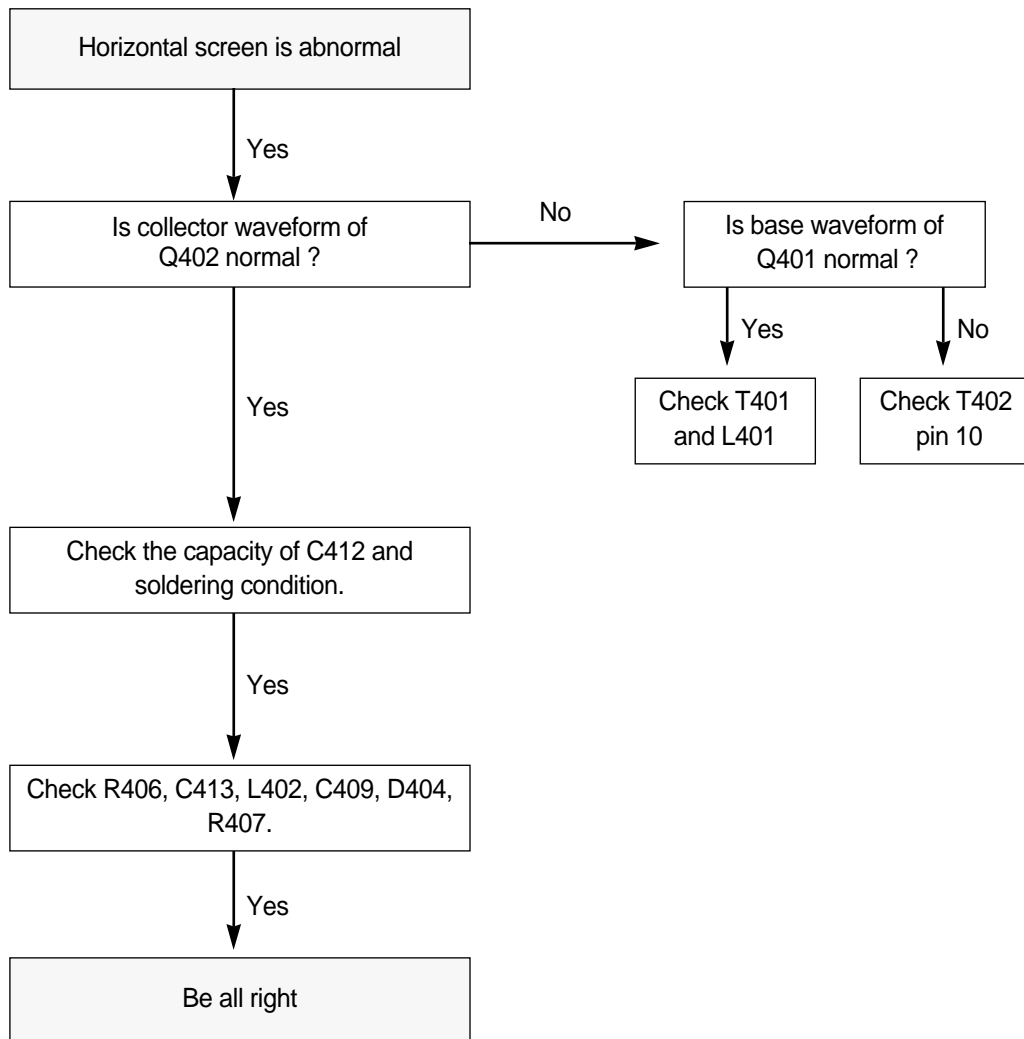 Horizontal screen is abnormal
Yes
Is collector waveform of
Q402 normal ?
No
Is base waveform of
Q401 normal ?
Yes
No
Check T401
and L401
Check T402
pin 10
Yes
Check the capacity of C412 and
soldering condition.
Yes
Check R406, C413, L402, C409, D404,
R407.
Yes
Be all right